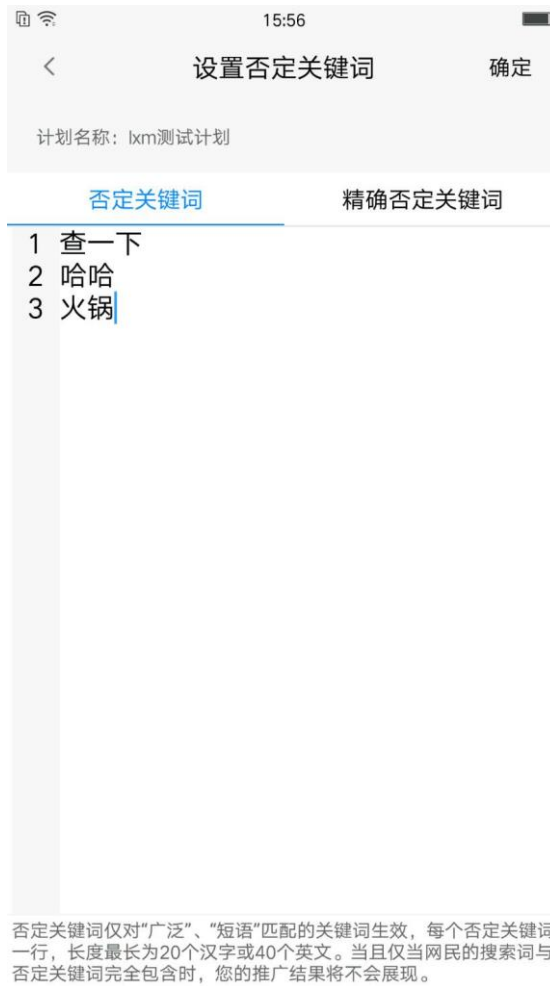 15:56
设置否定关键词
确定
计划名称：lxm测试计划
否定关键词
精确否定关键词
1 查一下
2 哈哈
3 火锅
否定关键词仅对“广泛”、“短语”匹配的关键词生效，每个否定关键词
一行，长度最长为20个汉字或40个英文。当且仅当网民的搜索词与
否定关键词完全包含时，您的推广结果将不会展现。